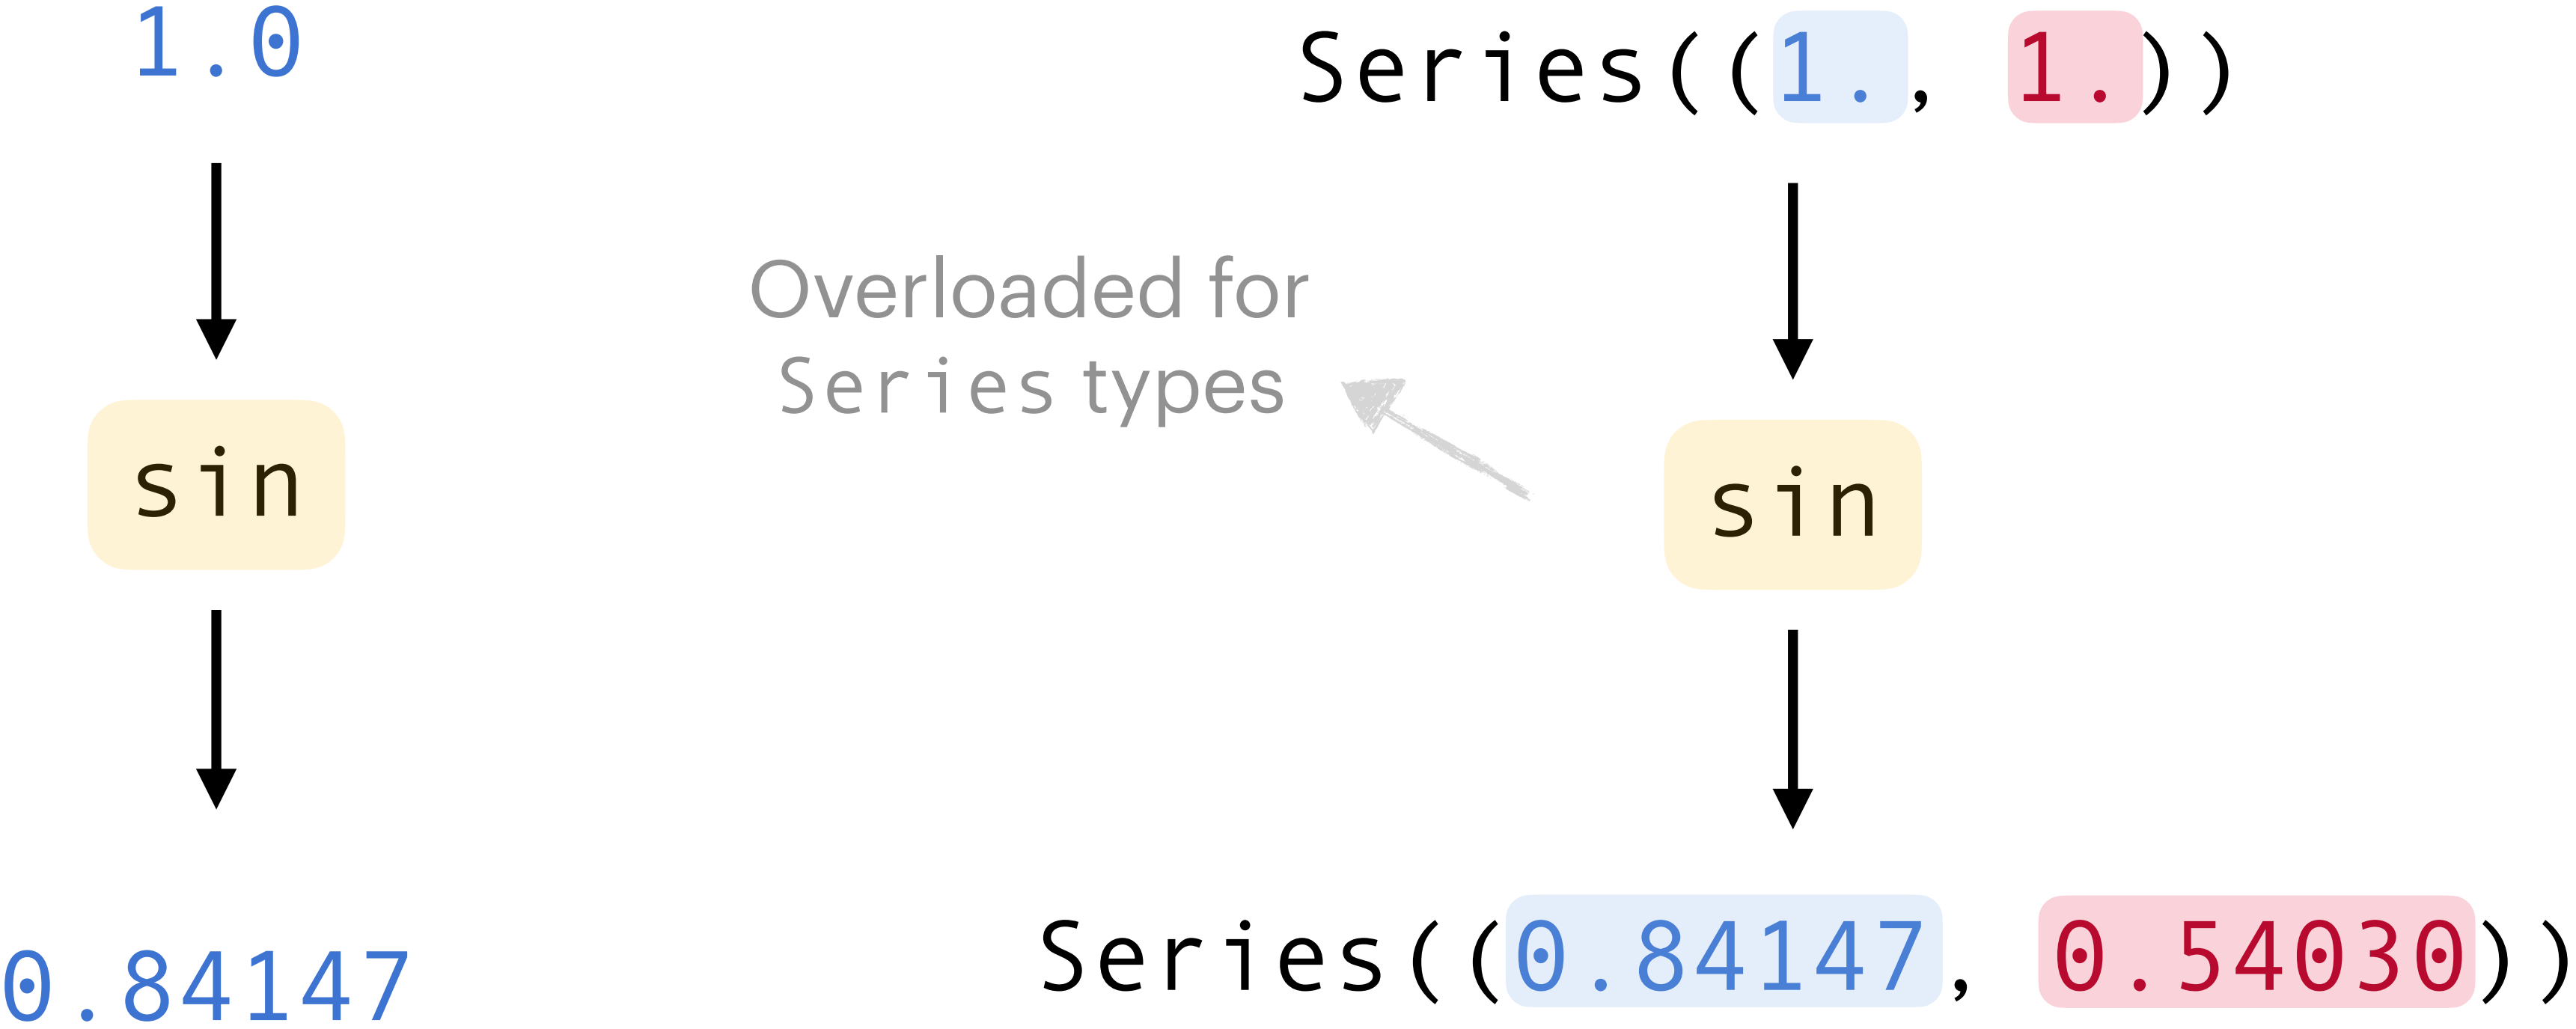 1.0
sin
0.84147
Series((1., 1.))
Overloaded for
Series types
sin
Series((0.84147, 0.54030))